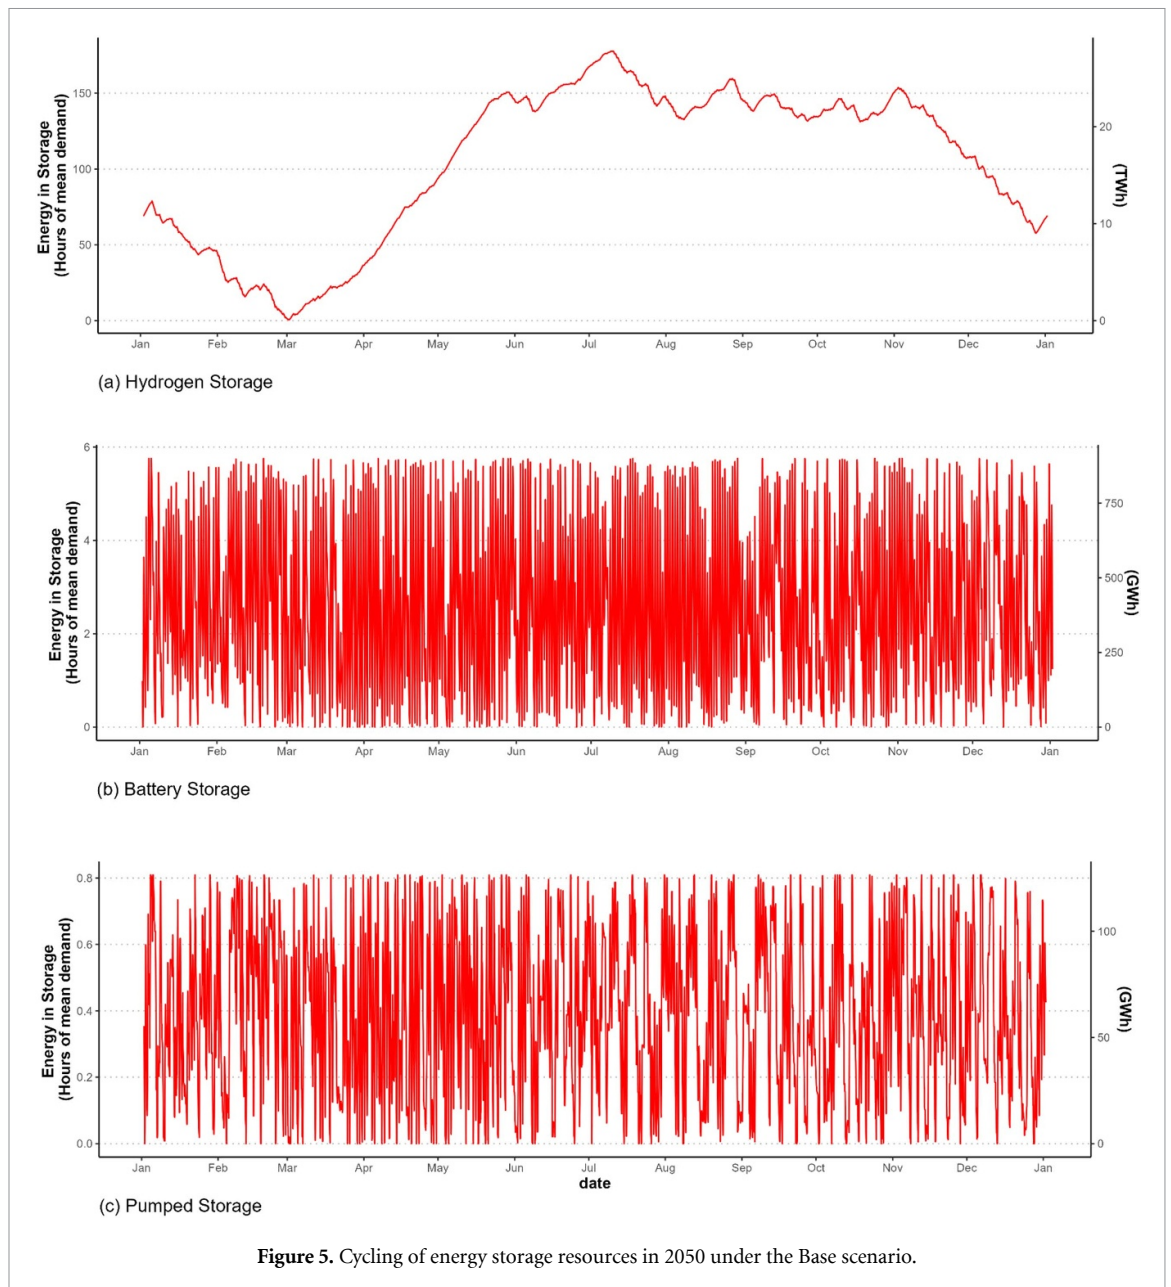 Energy in Storage
(Hours of mean demand)
150
100
50
0
20
10
0
(TWh)
Jan Feb Mar Apr May Jun Jul Aug Sep Oct Nov Dec Jan
(a) Hydrogen Storage
Energy in Storage
(Hours of mean demand)
6
4
2
0
750
500
250
0
(GWh)
Jan Feb Mar Apr May Jun Jul Aug Sep Oct Nov Dec Jan
(b) Battery Storage
Energy in Storage
(Hours of mean demand)
0.8
0.6
0.4
0.2
0.0
100
50
0
(GWh)
Jan Feb Mar Apr May Jun Jul Aug Sep Oct Nov Dec Jan
date
(c) Pumped Storage
Figure 5. Cycling of energy storage resources in 2050 under the Base scenario.